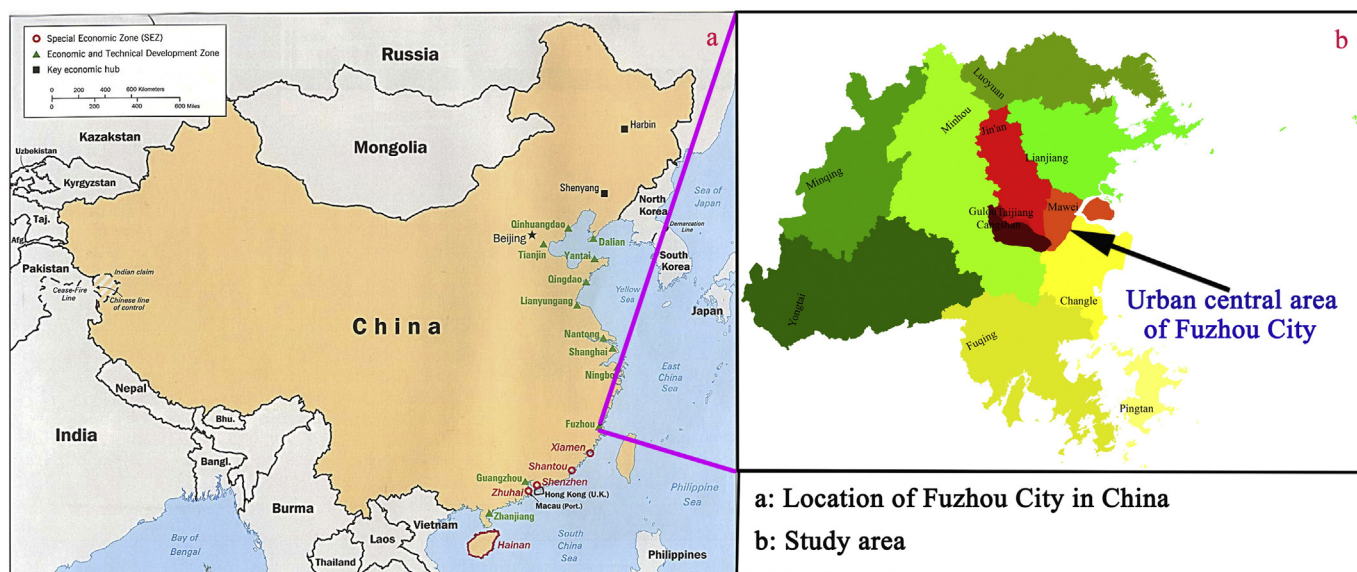 Special Economic Zone (SEZ)
Economic and Technical Development Zone
Key economic hub
0 200 400 600 Kilometers
0 200 400 600 Miles
a
Russia
Kazakstan
Mongolia
Harbin
Uzbekistan
Kyrgyzstan
Shenyang
Sea of
Japan
Taj.
North
Korea
Demarcation
Line
Qinhuangdao
Beijing
Dalian
Afg.
Tianjin
Yantai
South
Korea
Pakistan
Indian claim
Cease-Fire
Line
Chinese line
of control
Qingdao
Yellow
Sea
Lianyungang
Japan
China
Nantong
Shanghai
Nepal
Ningbo
East
China
Sea
Bhu.
India
Fuzhou
Xiamen
Bangl.
Shantou
Guangzhou
Shenzhen
Zhuhai
Hong Kong (U.K.)
Macau (Port.)
Philippine
Sea
Burma
Zhanjiang
Vietnam
Bay of
Bengal
Laos
Hainan
South
China
Sea
Thailand
Philippines
b
Luoyuan
Minhou
Jin'an
Lianjiang
Minqing
Mawei
Gulou
Taijiang
Cangshan
Yongtai
Changle
Urban central area
of Fuzhou City
Fuqing
Pingtan
a: Location of Fuzhou City in China
b: Study area